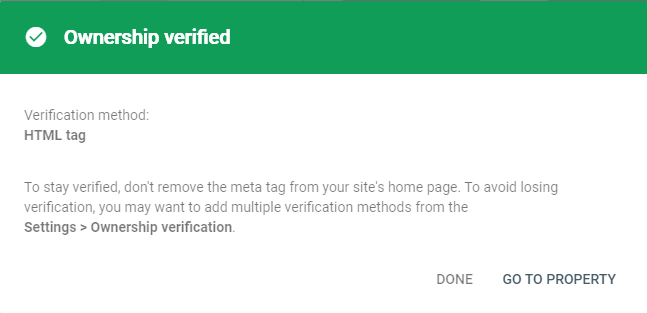 Ownership verified
Verification method:
HTML tag
To stay verified, don't remove the meta tag from your site's home page. To avoid losing
verification, you may want to add multiple verification methods from the
Settings > Ownership verification.
DONE GO TO PROPERTY